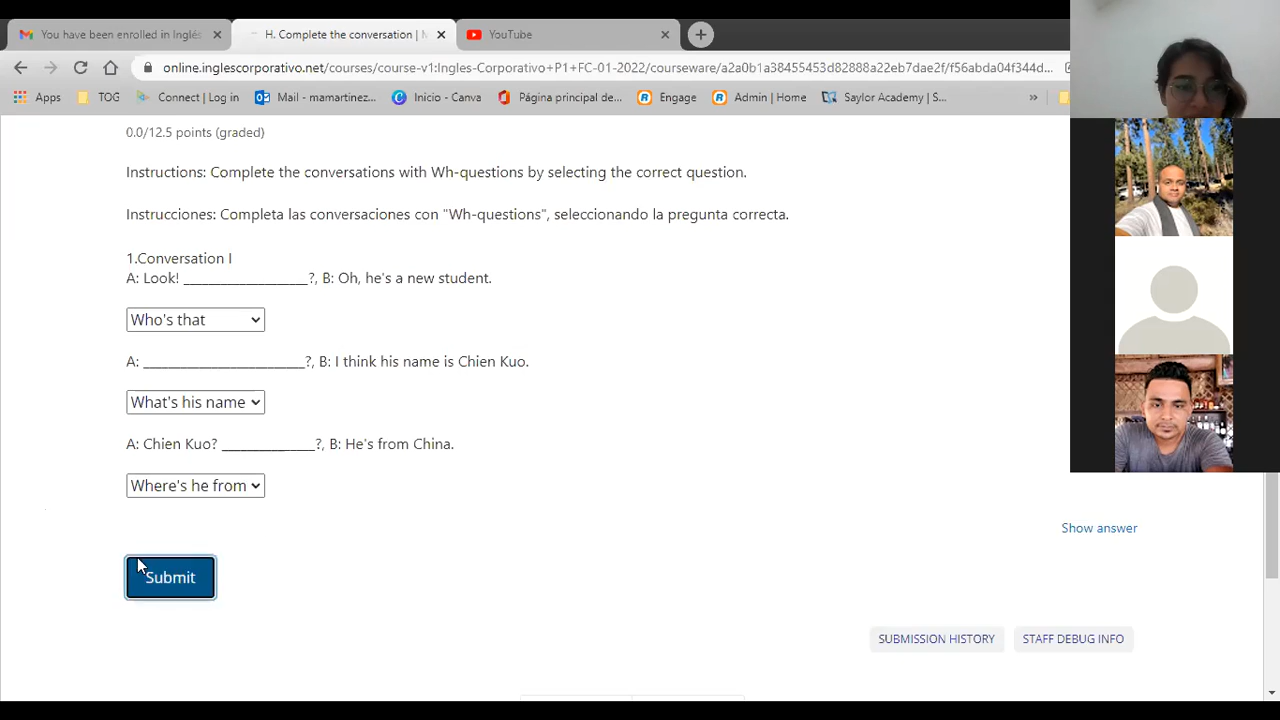 You have been enrolled in Inglés
H. Complete the conversation |
YouTube
online.inglescorporativo.net/courses/course-v1:Ingles-Corporativo+P1+FC-01-2022/courseware/a2a0b1a38455453d82888a22eb7dae2f/f56abda04f344d...
Apps
TOG
Connect | Log in
Mail - mamartinez...
Inicio - Canva
Página principal de...
Engage
Admin | Home
Saylor Academy | S...
0.0/12.5 points (graded)
Instructions: Complete the conversations with Wh-questions by selecting the correct question.
Instrucciones: Completa las conversaciones con "Wh-questions", seleccionando la pregunta correcta.
1.Conversation I
A: Look! ____________________?, B: Oh, he's a new student.
Who's that
A: __________________________?, B: I think his name is Chien Kuo.
What's his name
A: Chien Kuo? _______________?, B: He's from China.
Where's he from
Show answer
Submit
SUBMISSION HISTORY
STAFF DEBUG INFO